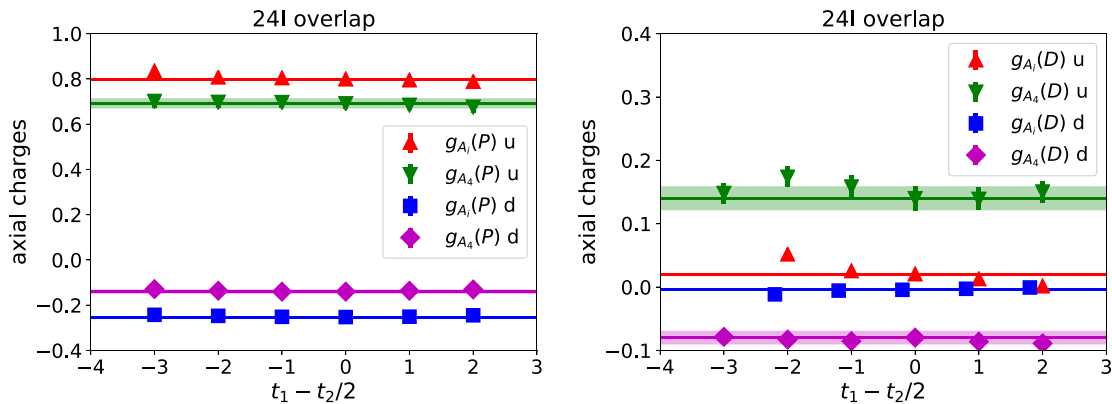 24I overlap
axial charges
1.0
0.8
0.6
0.4
0.2
0.0
−0.2
−0.4
g_{A_i}(P) u
g_{A_4}(P) u
g_{A_i}(P) d
g_{A_4}(P) d
−4 −3 −2 −1 0 1 2 3
t_1 − t_2/2
24I overlap
axial charges
0.4
0.3
0.2
0.1
0.0
−0.1
g_{A_i}(D) u
g_{A_4}(D) u
g_{A_i}(D) d
g_{A_4}(D) d
−4 −3 −2 −1 0 1 2 3
t_1 − t_2/2